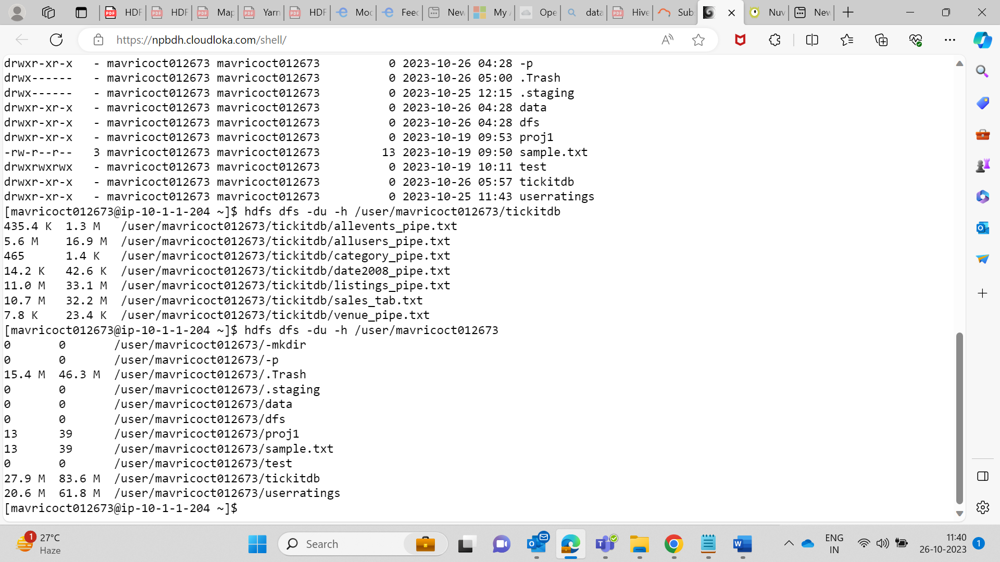 HDF
HDF
Map
Yarn
HDF
Moc
Feed
New
My
Ope
data
Hive
Sub
Nuv
New
https://npbdh.cloudloka.com/shell/
drwxr-xr-x   - mavricoct012673 mavricoct012673          0 2023-10-26 04:28 -p
drwx------   - mavricoct012673 mavricoct012673          0 2023-10-26 05:00 .Trash
drwx------   - mavricoct012673 mavricoct012673          0 2023-10-25 12:15 .staging
drwxr-xr-x   - mavricoct012673 mavricoct012673          0 2023-10-26 04:28 data
drwxr-xr-x   - mavricoct012673 mavricoct012673          0 2023-10-26 04:28 dfs
drwxr-xr-x   - mavricoct012673 mavricoct012673          0 2023-10-19 09:53 proj1
-rw-r--r--   3 mavricoct012673 mavricoct012673         13 2023-10-19 09:50 sample.txt
drwxrwxrwx   - mavricoct012673 mavricoct012673          0 2023-10-19 10:11 test
drwxr-xr-x   - mavricoct012673 mavricoct012673          0 2023-10-26 05:57 tickitdb
drwxr-xr-x   - mavricoct012673 mavricoct012673          0 2023-10-25 11:43 userratings
[mavricoct012673@ip-10-1-1-204 ~]$ hdfs dfs -du -h /user/mavricoct012673/tickitdb
435.4 K  1.3 M   /user/mavricoct012673/tickitdb/allevents_pipe.txt
5.6 M    16.9 M  /user/mavricoct012673/tickitdb/allusers_pipe.txt
465      1.4 K   /user/mavricoct012673/tickitdb/category_pipe.txt
14.2 K   42.6 K  /user/mavricoct012673/tickitdb/date2008_pipe.txt
11.0 M   33.1 M  /user/mavricoct012673/tickitdb/listings_pipe.txt
10.7 M   32.2 M  /user/mavricoct012673/tickitdb/sales_tab.txt
7.8 K    23.4 K  /user/mavricoct012673/tickitdb/venue_pipe.txt
[mavricoct012673@ip-10-1-1-204 ~]$ hdfs dfs -du -h /user/mavricoct012673
0       0       /user/mavricoct012673/-mkdir
0       0       /user/mavricoct012673/-p
15.4 M  46.3 M  /user/mavricoct012673/.Trash
0       0       /user/mavricoct012673/.staging
0       0       /user/mavricoct012673/data
0       0       /user/mavricoct012673/dfs
13      39      /user/mavricoct012673/proj1
13      39      /user/mavricoct012673/sample.txt
0       0       /user/mavricoct012673/test
27.9 M  83.6 M  /user/mavricoct012673/tickitdb
20.6 M  61.8 M  /user/mavricoct012673/userratings
[mavricoct012673@ip-10-1-1-204 ~]$
1
27°C
Haze
Search
ENG
IN
11:40
26-10-2023
1